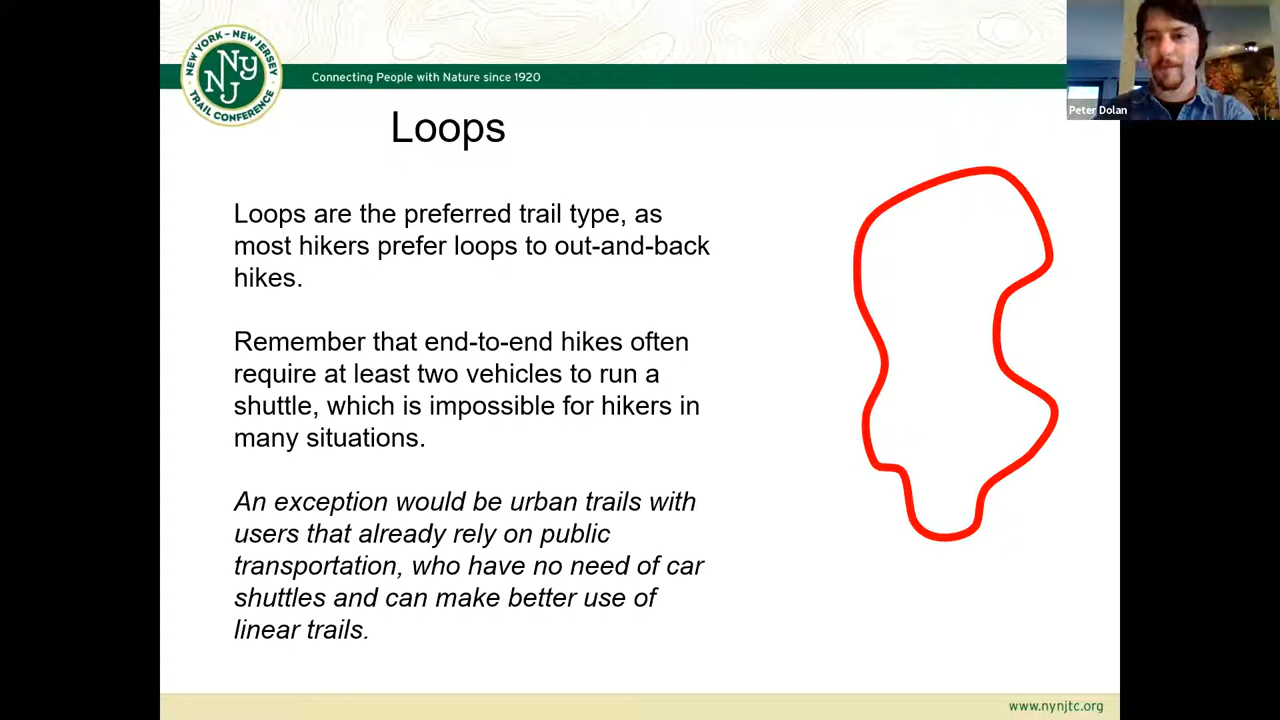 NEW YORK - NEW JERSEY
NY
NJ
TRAIL CONFERENCE
Connecting People with Nature since 1920
Peter Dolan
Loops
Loops are the preferred trail type, as
most hikers prefer loops to out-and-back
hikes.
Remember that end-to-end hikes often
require at least two vehicles to run a
shuttle, which is impossible for hikers in
many situations.
An exception would be urban trails with
users that already rely on public
transportation, who have no need of car
shuttles and can make better use of
linear trails.
www.nynjtc.org